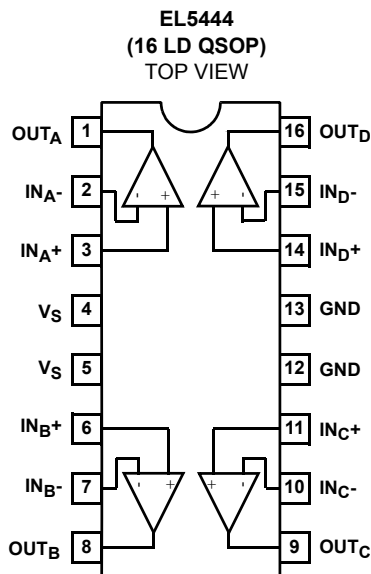 EL5444
(16 LD QSOP)
TOP VIEW
OUTA 1 16 OUTD
INA- 2 - + + - 15 IND-
INA+ 3 14 IND+
VS 4 13 GND
VS 5 12 GND
INB+ 6 11 INC+
INB- 7 - + + - 10 INC-
OUTB 8 9 OUTC